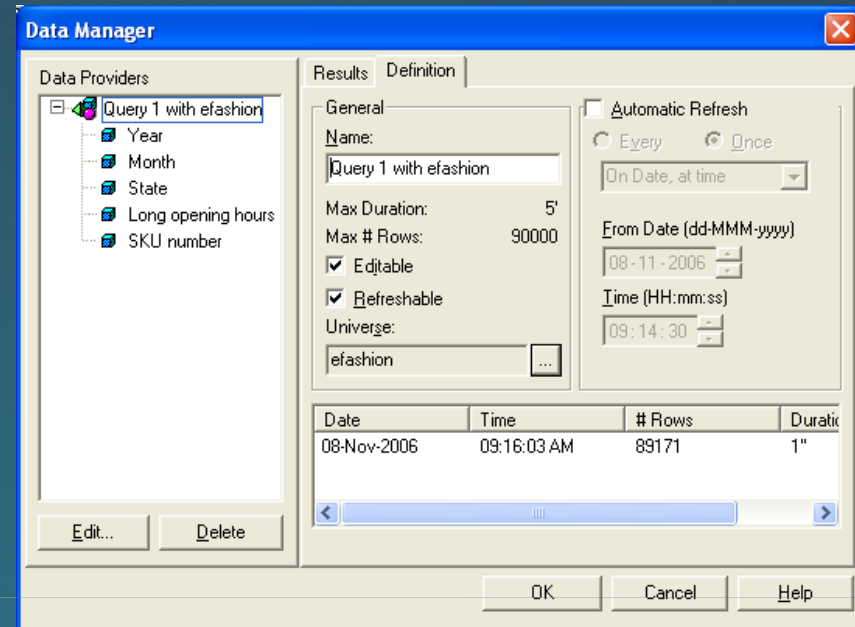 Data Manager
Data Providers
Query 1 with efashion
Year
Month
State
Long opening hours
SKU number
Edit...
Delete
Results
Definition
General
Name:
Query 1 with efashion
Max Duration: 5'
Max # Rows: 90000
Editable
Refreshable
Universe:
efashion
...
Automatic Refresh
Every
Once
On Date, at time
From Date (dd-MMM-yyyy)
08-11-2006
Time (HH:mm:ss)
09:14:30
Date Time # Rows Duratio
08-Nov-2006 09:16:03 AM 89171 1"
OK
Cancel
Help